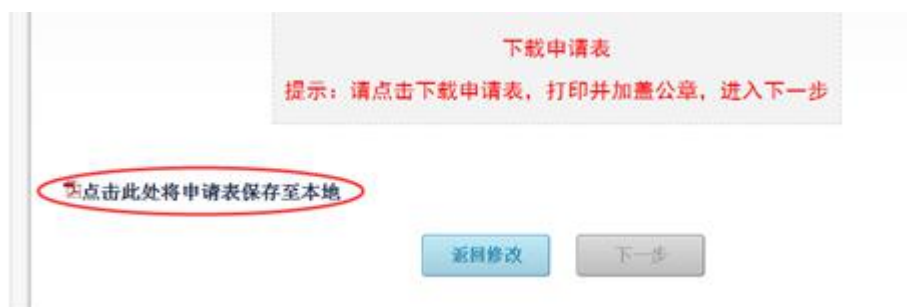 下载申请表
提示：请点击下载申请表，打印并加盖公章，进入下一步
点击此处将申请表保存至本地
返回修改
下一步